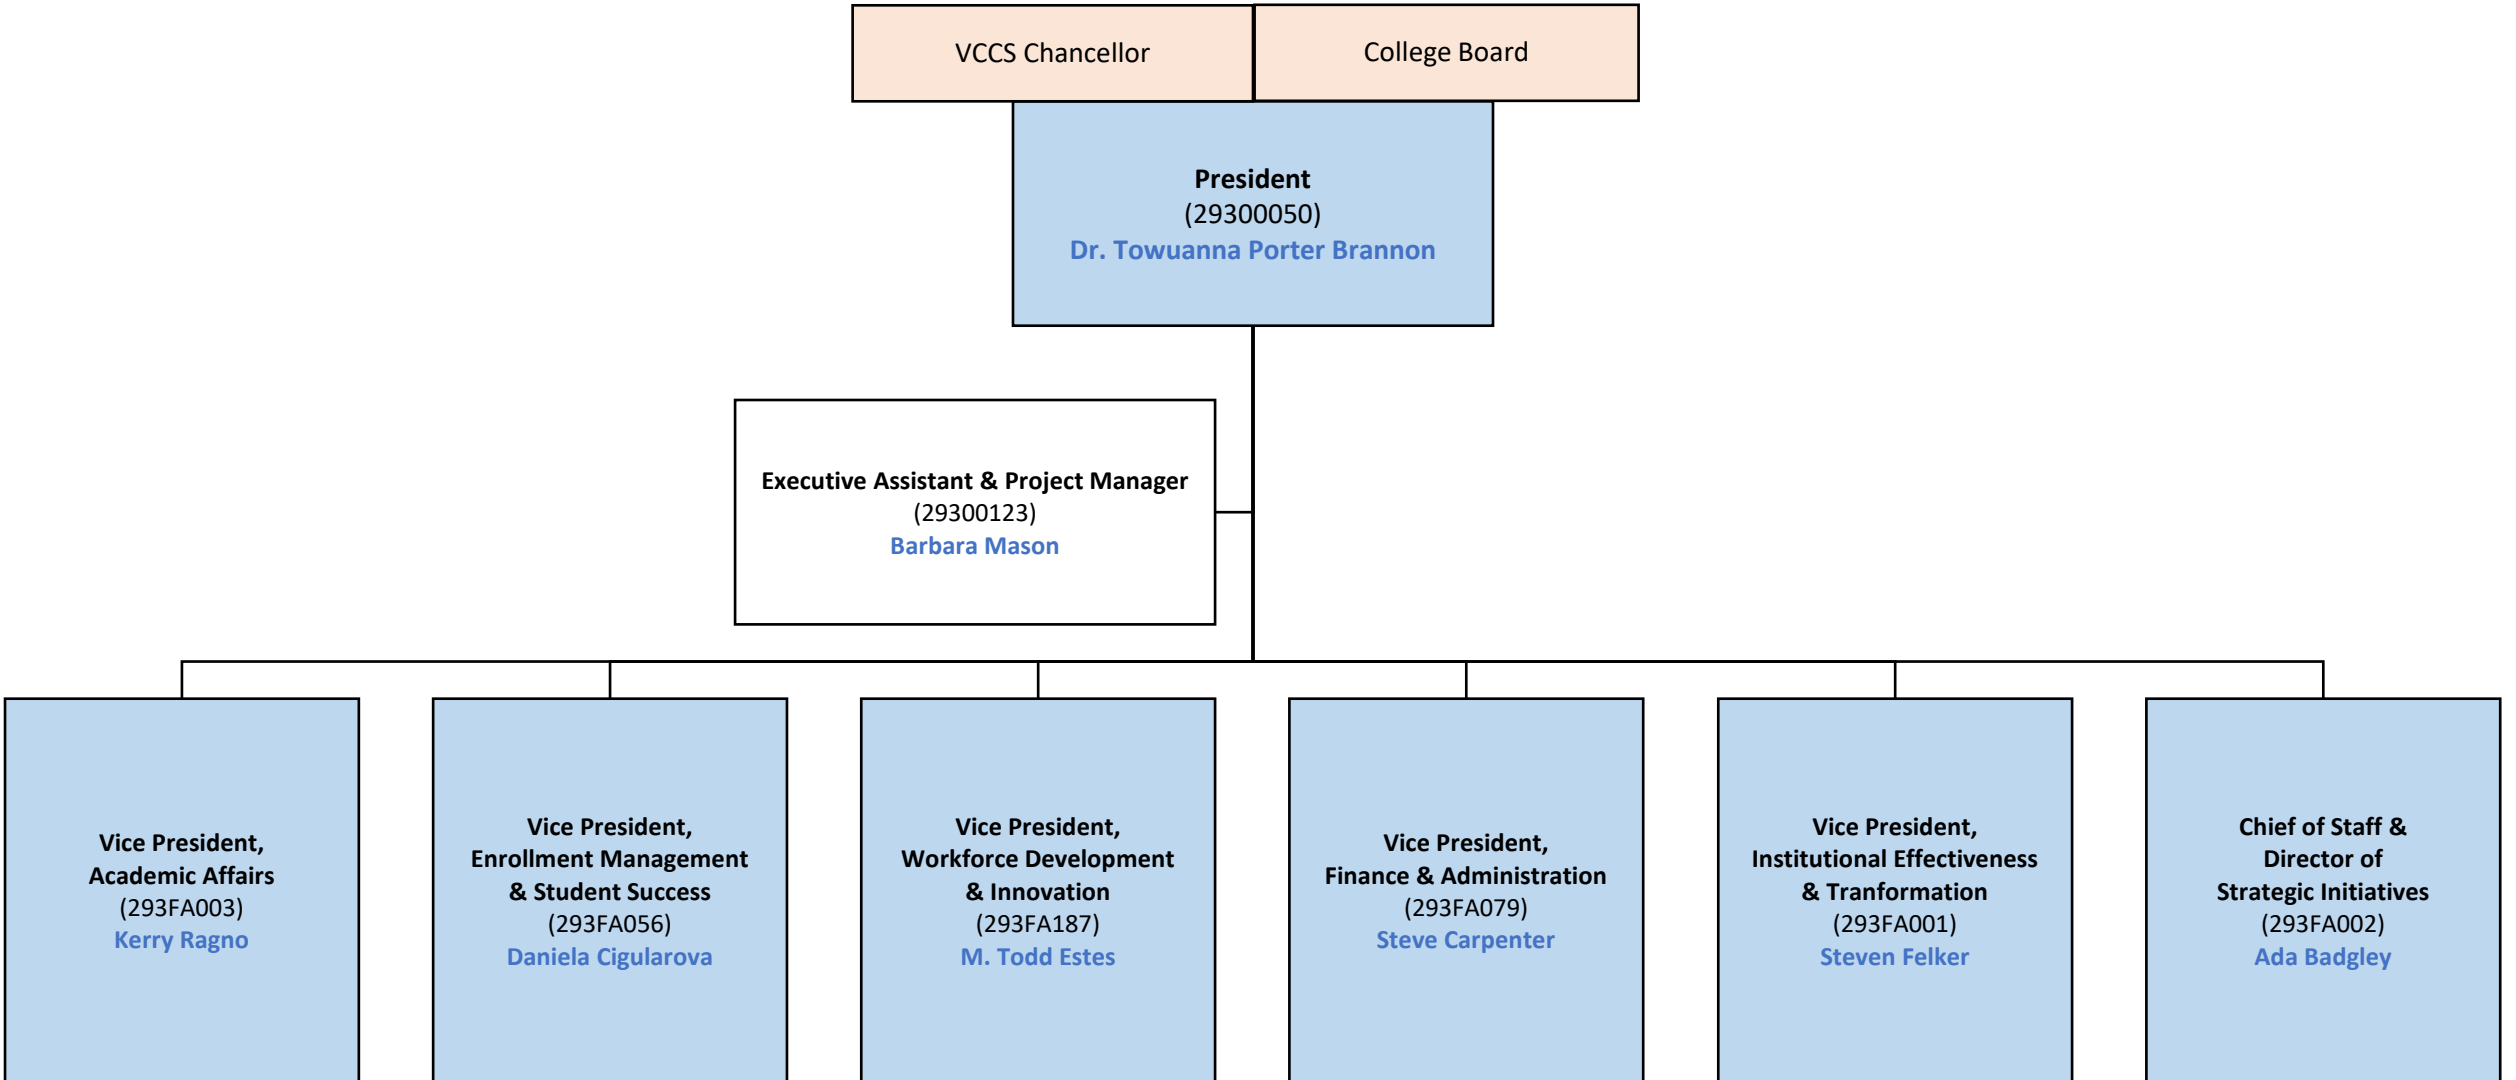 VCCS Chancellor
College Board
President
(29300050)
Dr. Towuanna Porter Brannon
Executive Assistant & Project Manager
(29300123)
Barbara Mason
Vice President,
Academic Affairs
(293FA003)
Kerry Ragno
Vice President,
Enrollment Management
& Student Success
(293FA056)
Daniela Cigularova
Vice President,
Workforce Development
& Innovation
(293FA187)
M. Todd Estes
Vice President,
Finance & Administration
(293FA079)
Steve Carpenter
Vice President,
Institutional Effectiveness
& Tranformation
(293FA001)
Steven Felker
Chief of Staff &
Director of
Strategic Initiatives
(293FA002)
Ada Badgley